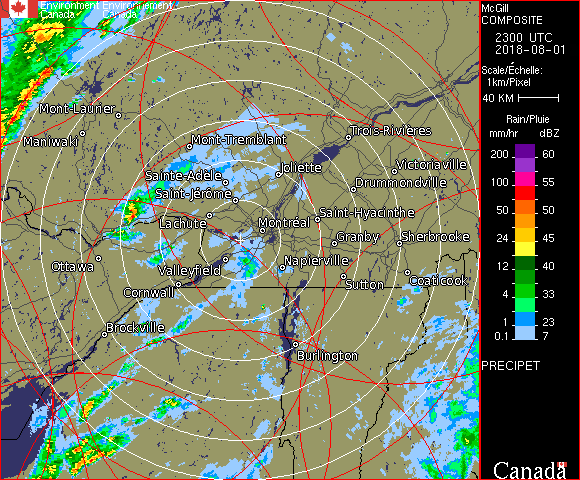 Environment Environnement
Canada Canada
Mont-Laurier
Maniwaki
Mont-Tremblant
Trois-Rivières
Joliette
Victoriaville
Sainte-Adèle
Drummondville
Saint-Jérôme
Saint-Hyacinthe
Lachute
Montréal
Granby
Sherbrooke
Ottawa
Valleyfield
Napierville
Cornwall
Sutton
Coaticook
Brockville
Burlington
McGill
COMPOSITE
2300 UTC
2018-08-01
Scale/Échelle:
1km/Pixel
40 KM
Rain/Pluie
mm/hr dBZ
200 60
100 55
50 50
24 45
12 40
4 33
1 23
0.1 7
PRECIPET
Canada